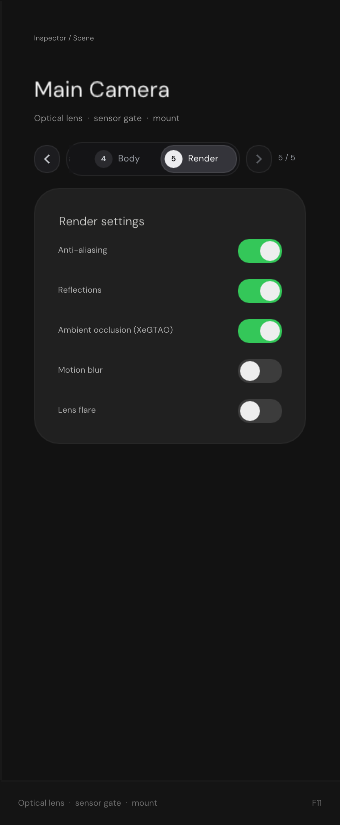 Inspector / Scene
Main Camera
Optical lens · sensor gate · mount
4 Body 5 Render 5 / 5
Render settings
Anti-aliasing
Reflections
Ambient occlusion (XeGTAO)
Motion blur
Lens flare
Optical lens · sensor gate · mount F11